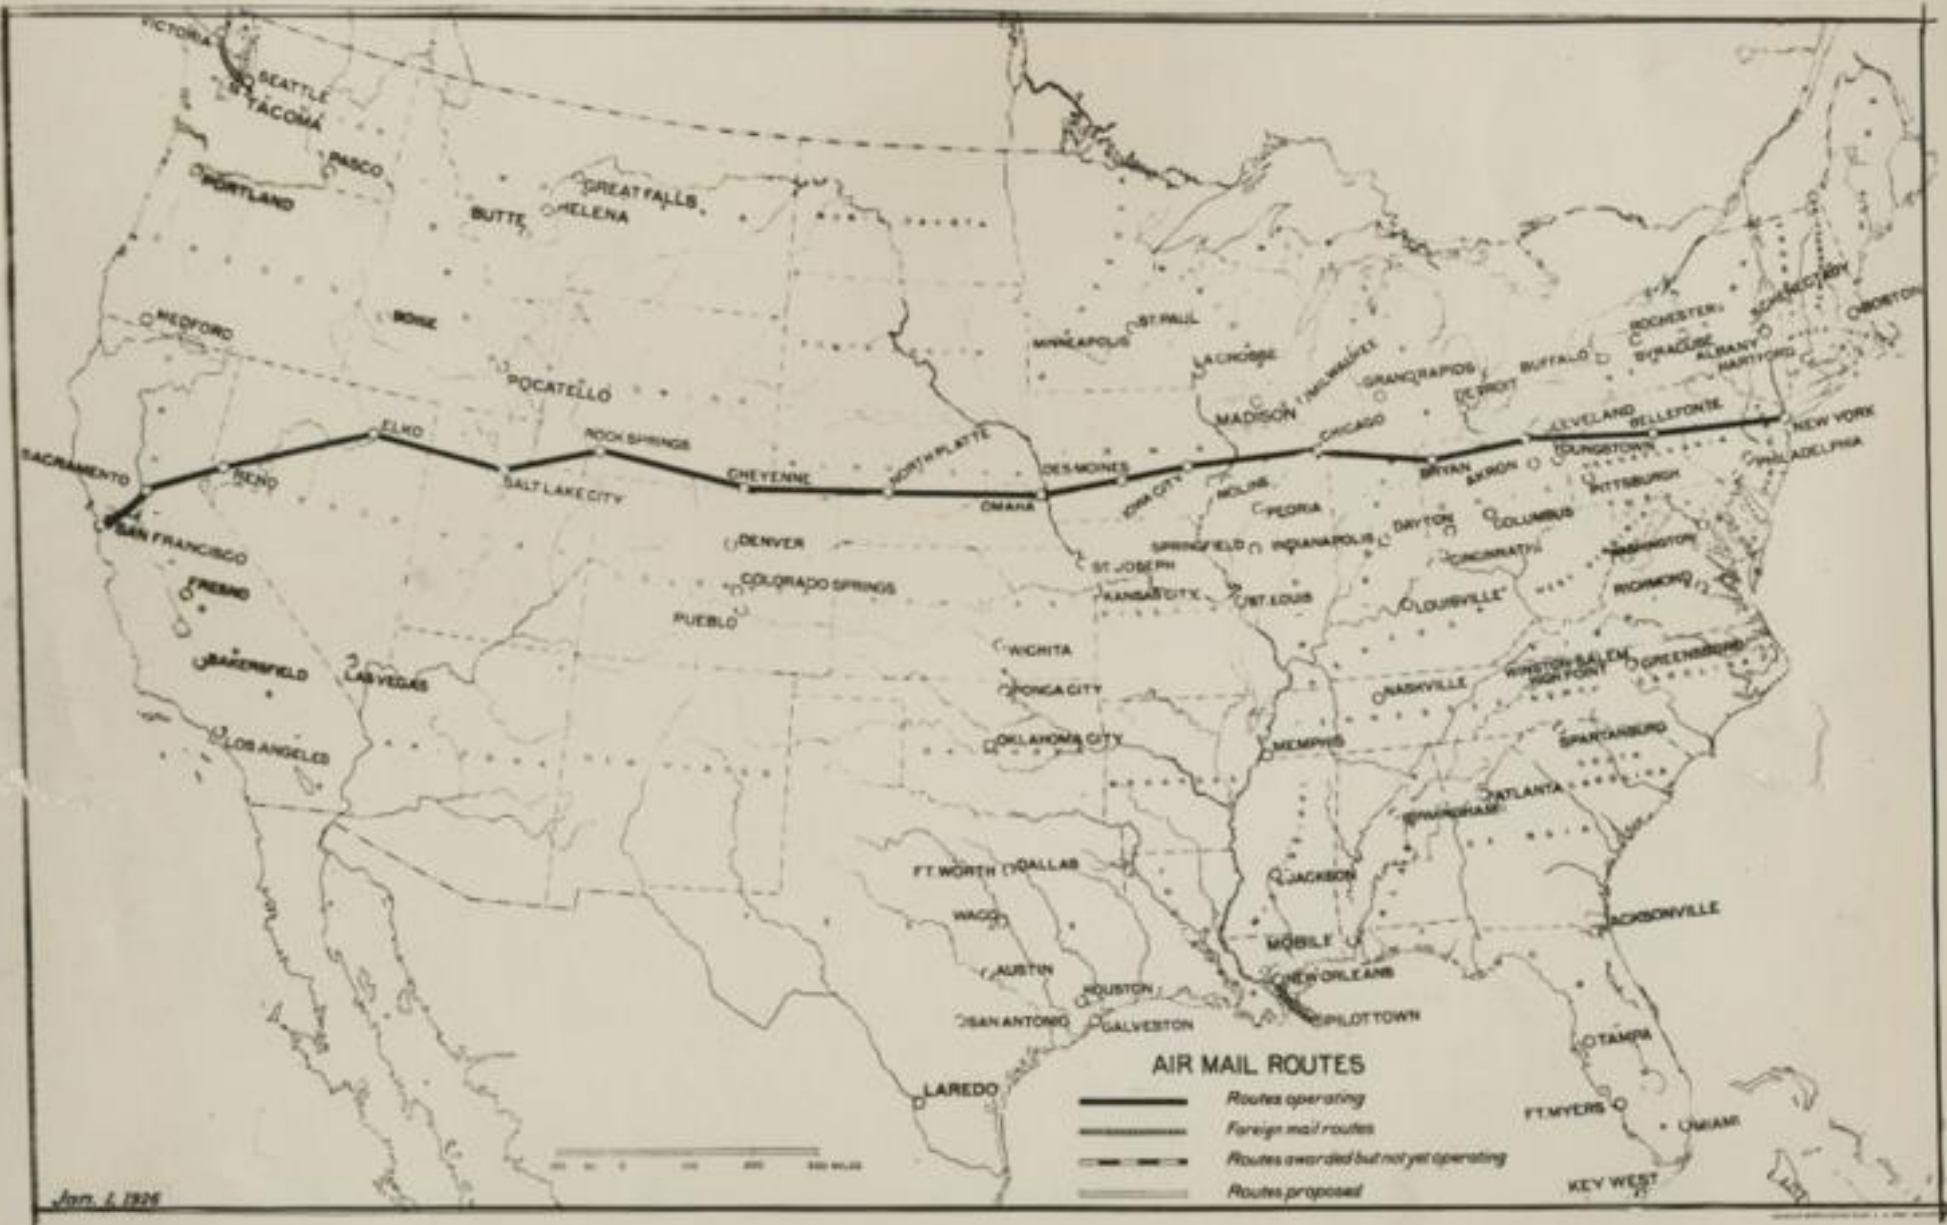 VICTORIA
SEATTLE
TACOMA
PASCO
PORTLAND
GREAT FALLS
BUTTE
HELENA
MEDFORD
BOISE
POCATELLO
MINNEAPOLIS
ST. PAUL
LA CROSSE
MADISON
MILWAUKEE
GRAND RAPIDS
DETROIT
BUFFALO
ROCHESTER
SYRACUSE
SCHENECTADY
ALBANY
HARTFORD
BOSTON
SACRAMENTO
RENO
ELKO
SALT LAKE CITY
ROCK SPRINGS
CHEYENNE
NORTH PLATTE
OMAHA
DES MOINES
IOWA CITY
MOLINE
CHICAGO
BRYAN
CLEVELAND
BELLEFONTE
NEW YORK
PHILADELPHIA
AKRON
YOUNGSTOWN
PITTSBURGH
SAN FRANCISCO
FRESNO
BAKERSFIELD
LAS VEGAS
LOS ANGELES
DENVER
COLORADO SPRINGS
PUEBLO
PEORIA
SPRINGFIELD
INDIANAPOLIS
DAYTON
COLUMBUS
CINCINNATI
WASHINGTON
RICHMOND
ST. JOSEPH
KANSAS CITY
ST. LOUIS
LOUISVILLE
WICHITA
PONCA CITY
OKLAHOMA CITY
NASHVILLE
MEMPHIS
WINSTON-SALEM
HIGH POINT
GREENSBORO
SPARTANBURG
ATLANTA
BIRMINGHAM
FT. WORTH
DALLAS
WACO
AUSTIN
HOUSTON
SAN ANTONIO
GALVESTON
LAREDO
JACKSON
MOBILE
NEW ORLEANS
PILOTTOWN
JACKSONVILLE
TAMPA
FT. MYERS
MIAMI
KEY WEST
AIR MAIL ROUTES
Routes operating
Foreign mail routes
Routes awarded but not yet operating
Routes proposed
Jan. 1, 1926